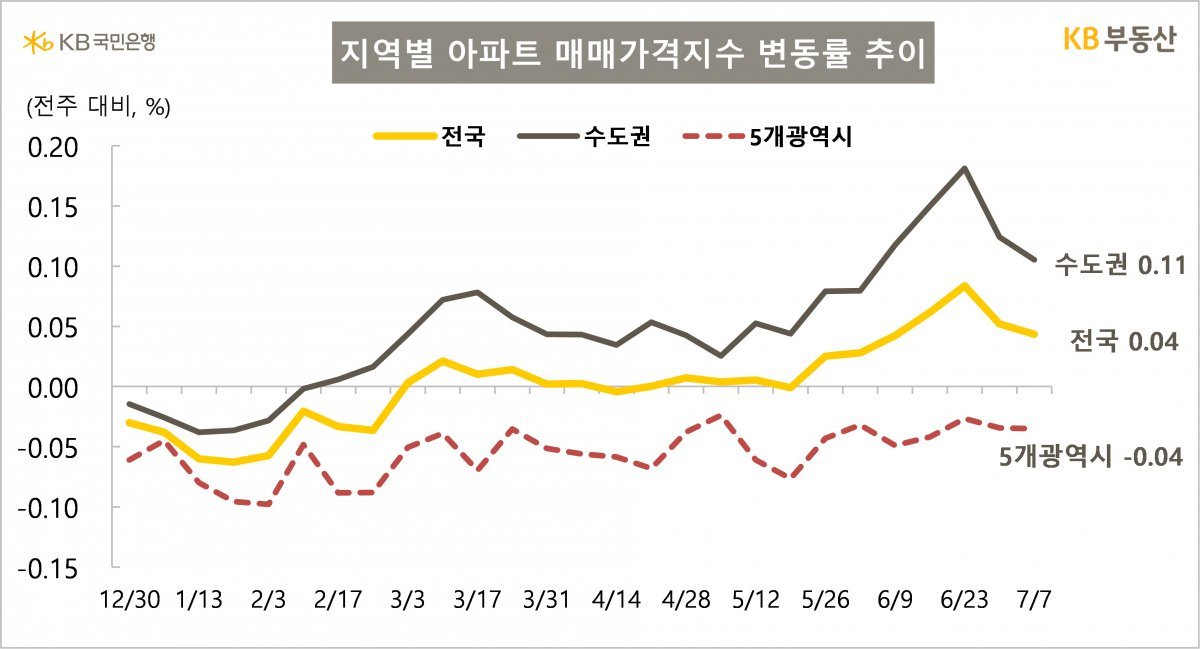 KB 국민은행
지역별 아파트 매매가격지수 변동률 추이
KB 부동산
(전주 대비, %)
전국 수도권 5개광역시
0.20
0.15
0.10
0.05
0.00
-0.05
-0.10
-0.15
수도권 0.11
전국 0.04
5개광역시 -0.04
12/30 1/13 2/3 2/17 3/3 3/17 3/31 4/14 4/28 5/12 5/26 6/9 6/23 7/7